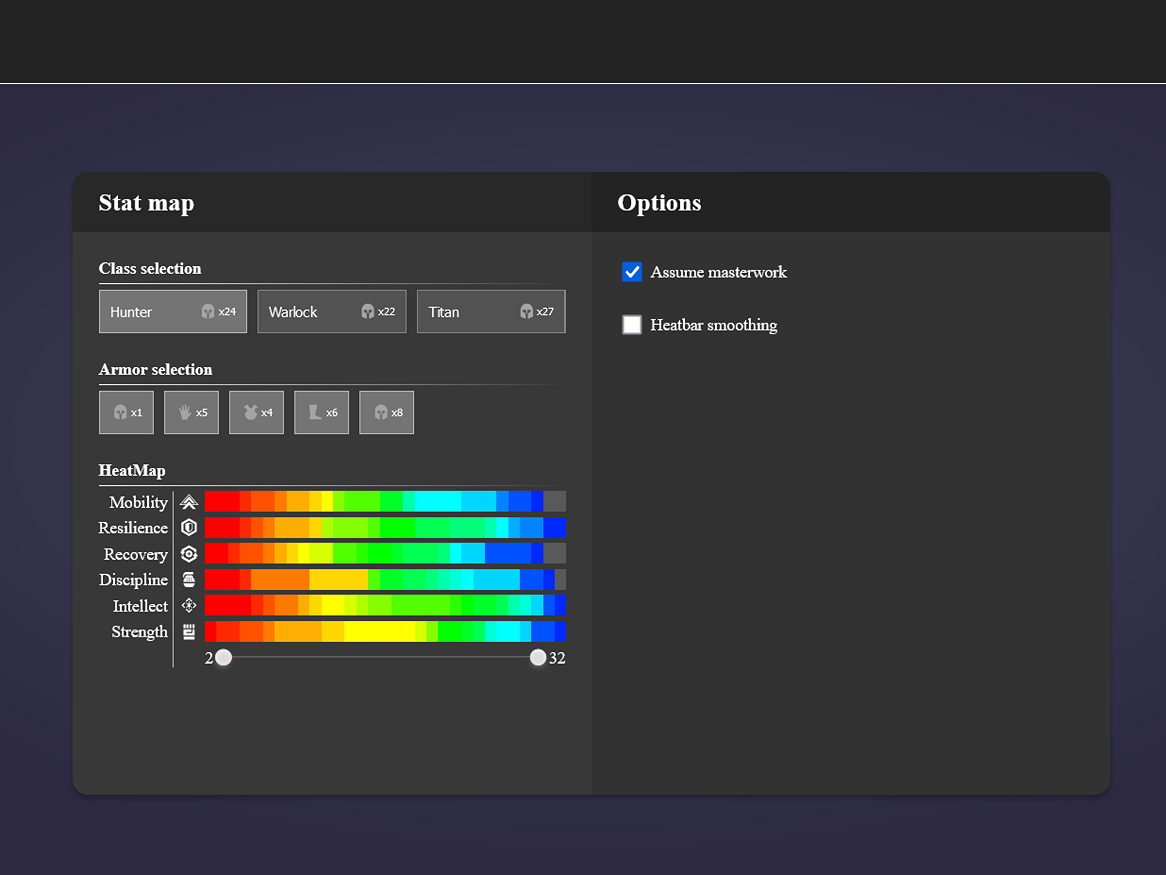 Stat map
Options
Class selection
Assume masterwork
Hunter x24 Warlock x22 Titan x27
Heatbar smoothing
Armor selection
x1 x5 x4 x6 x8
HeatMap
Mobility
Resilience
Recovery
Discipline
Intellect
Strength
2 32